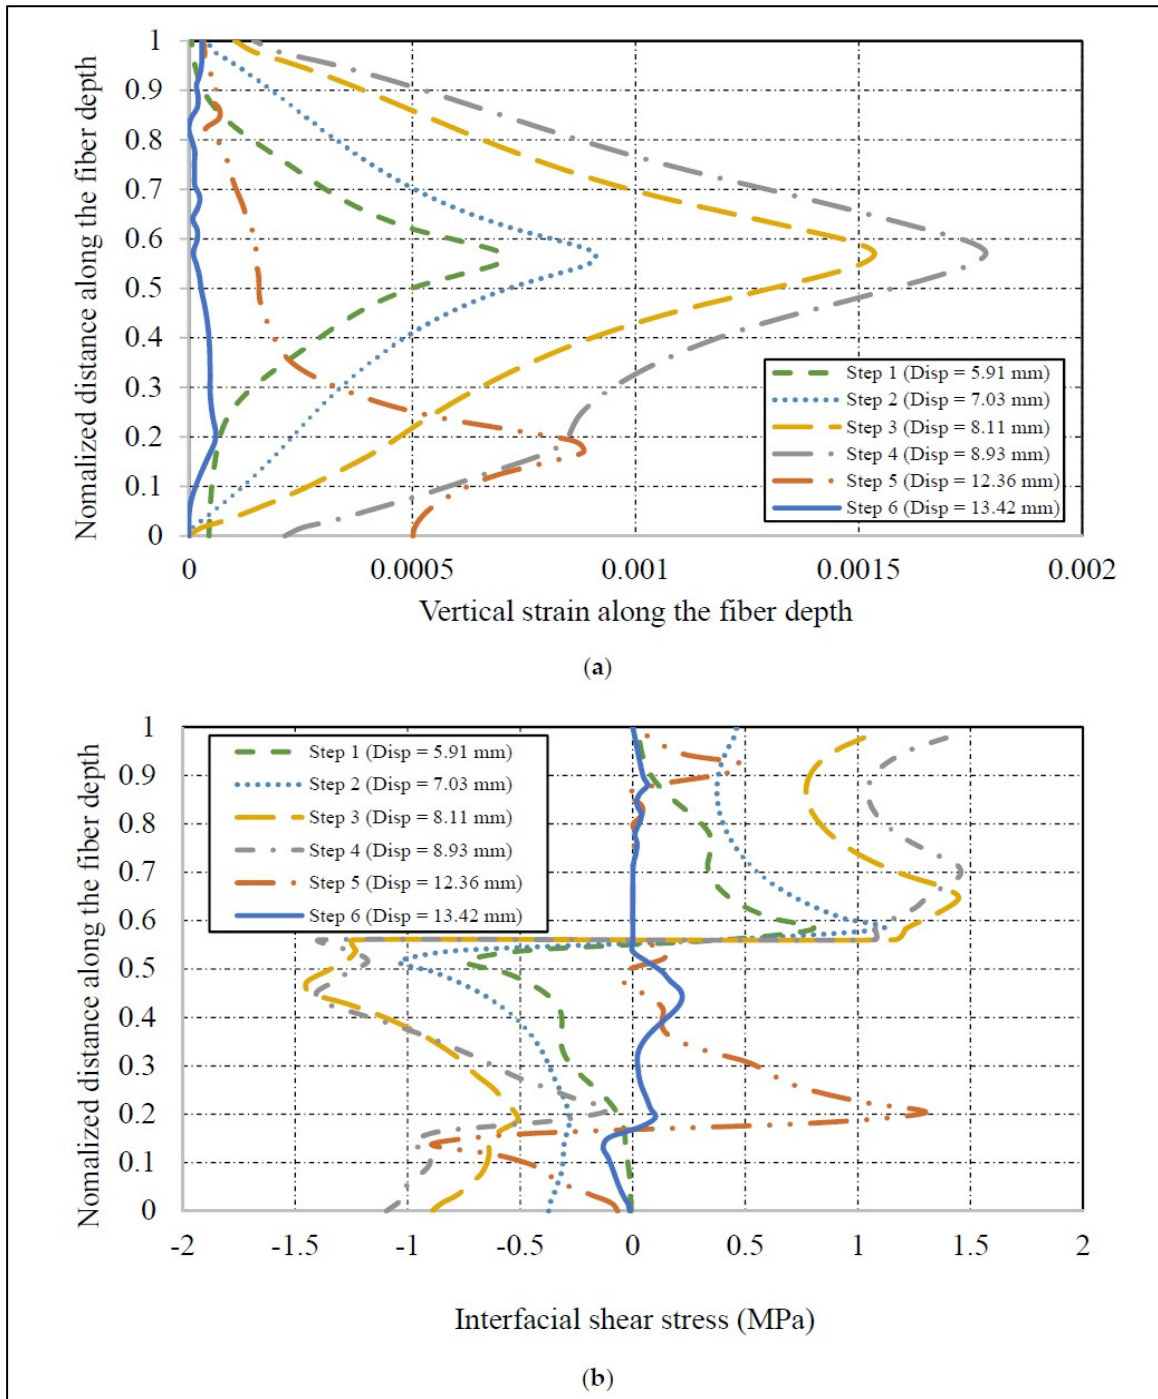 Nomalized distance along the fiber depth
1
0.9
0.8
0.7
0.6
0.5
0.4
0.3
0.2
0.1
0
Step 1 (Disp = 5.91 mm)
Step 2 (Disp = 7.03 mm)
Step 3 (Disp = 8.11 mm)
Step 4 (Disp = 8.93 mm)
Step 5 (Disp = 12.36 mm)
Step 6 (Disp = 13.42 mm)
0 0.0005 0.001 0.0015 0.002
Vertical strain along the fiber depth
(a)
Nomalized distance along the fiber depth
1
0.9
0.8
0.7
0.6
0.5
0.4
0.3
0.2
0.1
0
Step 1 (Disp = 5.91 mm)
Step 2 (Disp = 7.03 mm)
Step 3 (Disp = 8.11 mm)
Step 4 (Disp = 8.93 mm)
Step 5 (Disp = 12.36 mm)
Step 6 (Disp = 13.42 mm)
-2 -1.5 -1 -0.5 0 0.5 1 1.5 2
Interfacial shear stress (MPa)
(b)